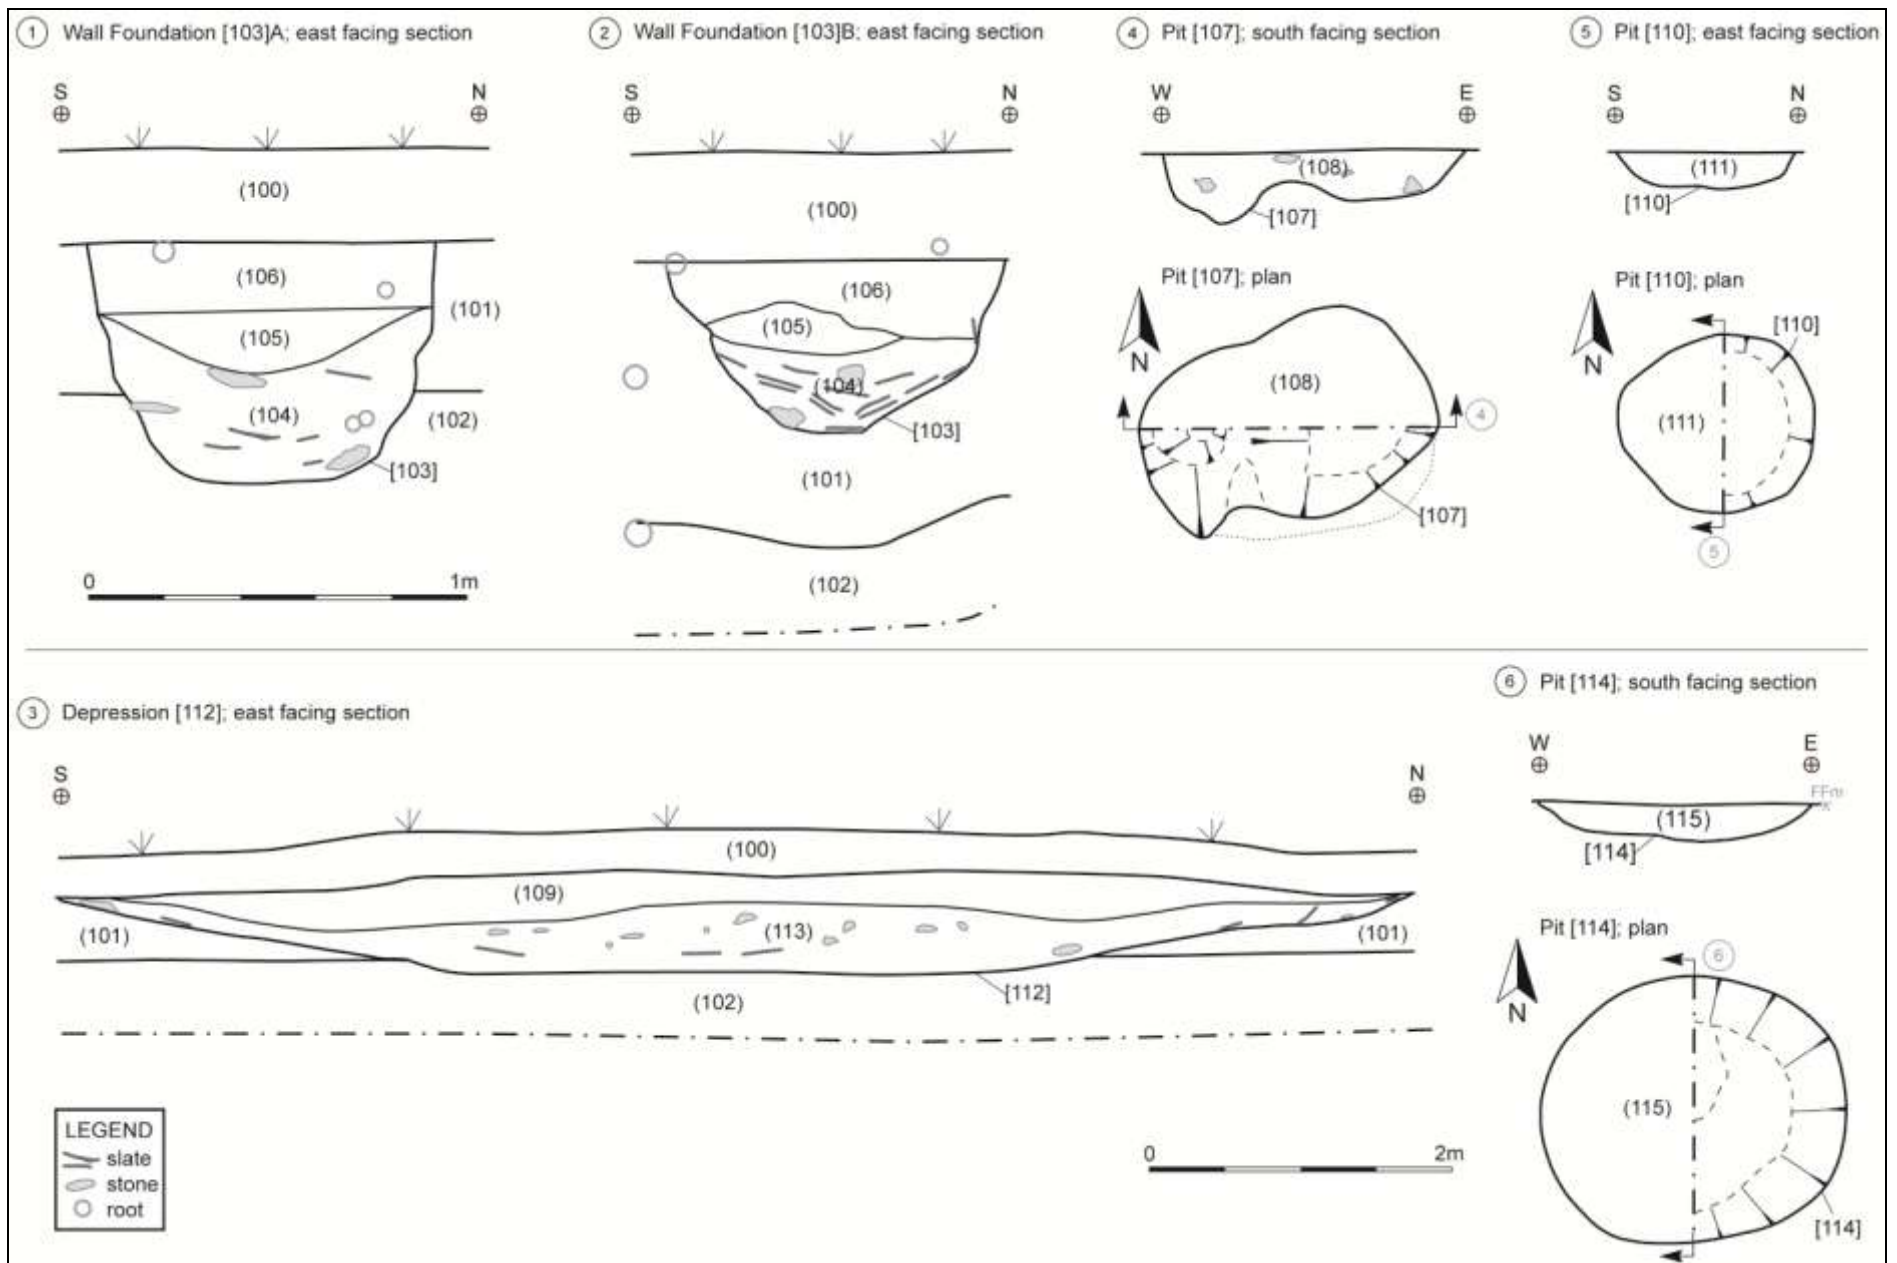 1 Wall Foundation [103]A; east facing section
S N
(100)
(106)
(101)
(105)
(104)
(102)
[103]
0 1m
2 Wall Foundation [103]B; east facing section
S N
(100)
(106)
(105)
(104)
[103]
(101)
(102)
4 Pit [107]; south facing section
W E
(108)
[107]
Pit [107]; plan
N
(108)
4
[107]
5 Pit [110]; east facing section
S N
(111)
[110]
Pit [110]; plan
[110]
N
(111)
5
3 Depression [112]; east facing section
S N
(100)
(109)
(101) (113) (101)
[112]
(102)
LEGEND
slate
stone
root
0 2m
6 Pit [114]; south facing section
W E
(115)
[114]
Pit [114]; plan
6
N
(115)
[114]